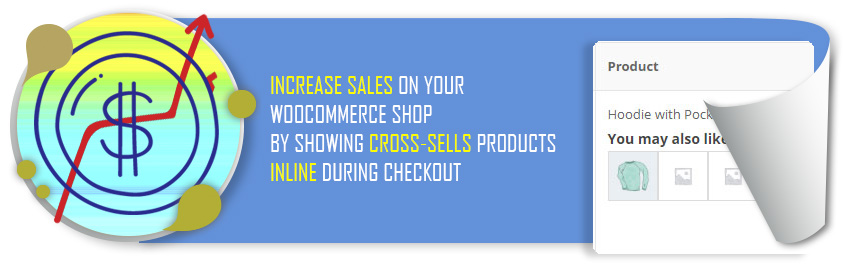 INCREASE SALES ON YOUR
WOOCOMMERCE SHOP
BY SHOWING CROSS-SELLS PRODUCTS
INLINE DURING CHECKOUT
Product
Hoodie with Pock
You may also like
$